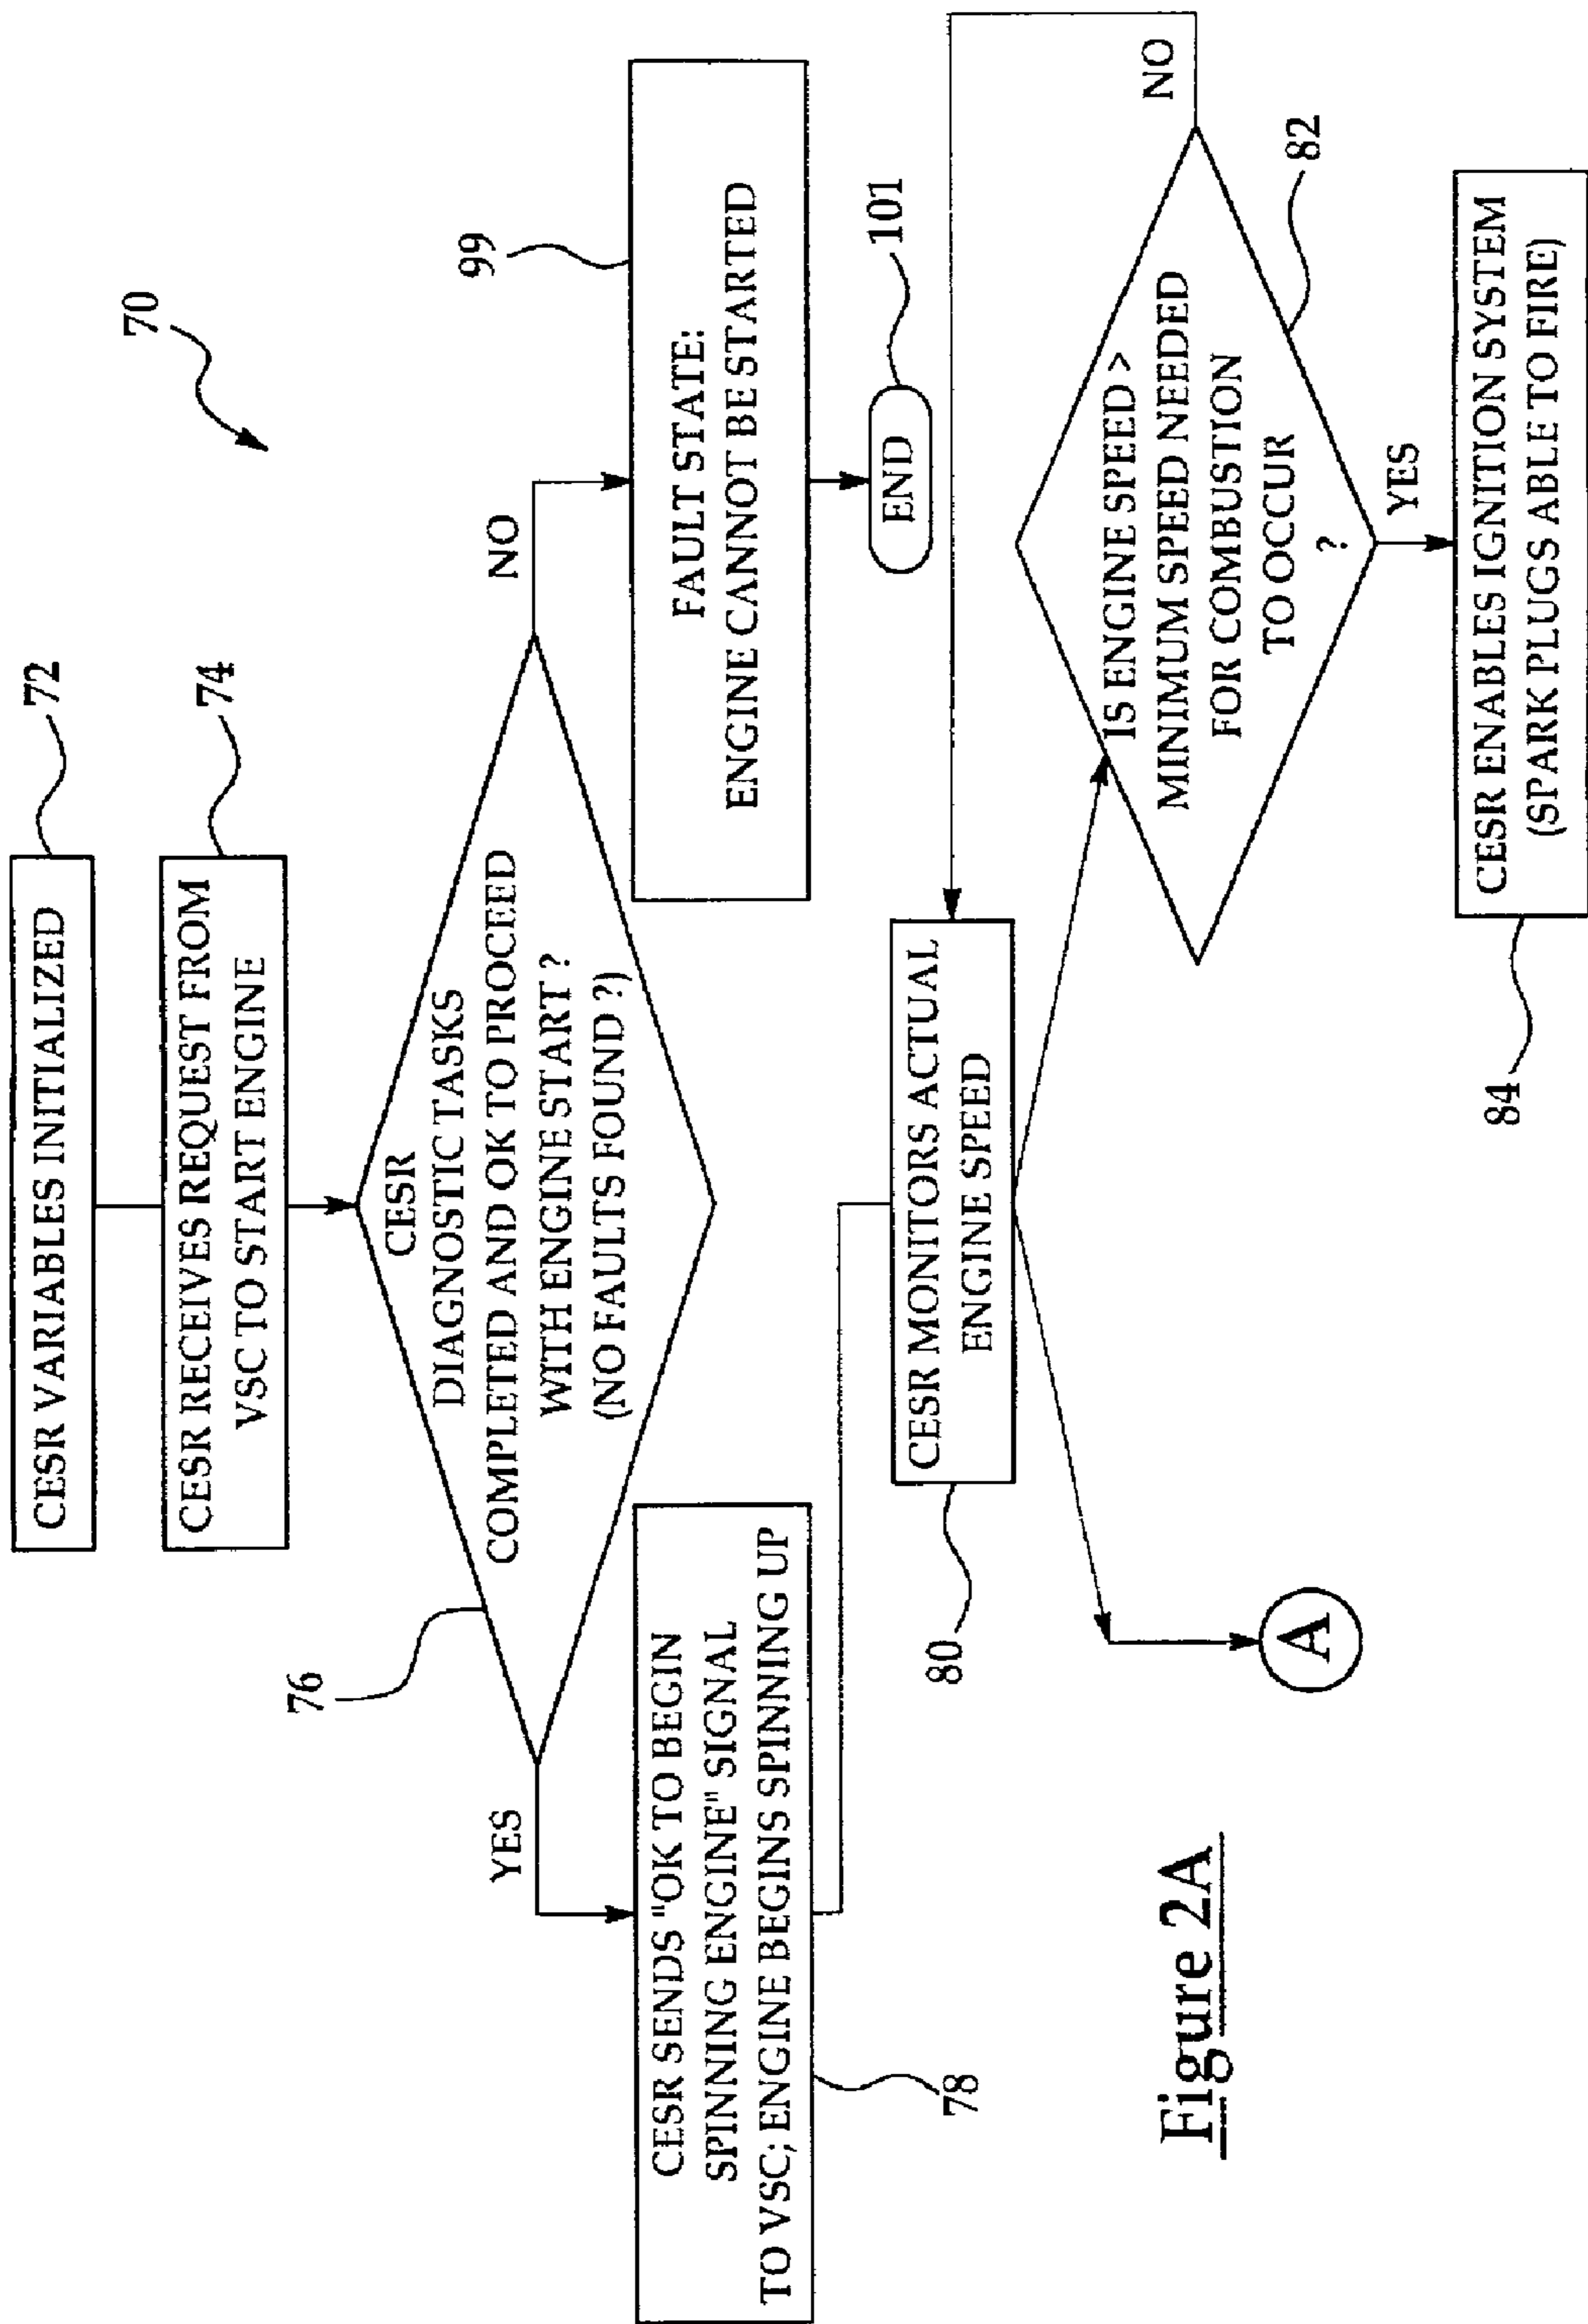 70
CESR VARIABLES INITIALIZED
72
CESR RECEIVES REQUEST FROM
VSC TO START ENGINE
74
CESR
DIAGNOSTIC TASKS
COMPLETED AND OK TO PROCEED
WITH ENGINE START ?
(NO FAULTS FOUND ?)
76
YES
NO
CESR SENDS "OK TO BEGIN
SPINNING ENGINE" SIGNAL
TO VSC; ENGINE BEGINS SPINNING UP
78
FAULT STATE:
ENGINE CANNOT BE STARTED
99
END
101
CESR MONITORS ACTUAL
ENGINE SPEED
80
A
IS ENGINE SPEED >
MINIMUM SPEED NEEDED
FOR COMBUSTION
TO OCCUR
?
82
NO
YES
CESR ENABLES IGNITION SYSTEM
(SPARK PLUGS ABLE TO FIRE)
84
Figure 2A